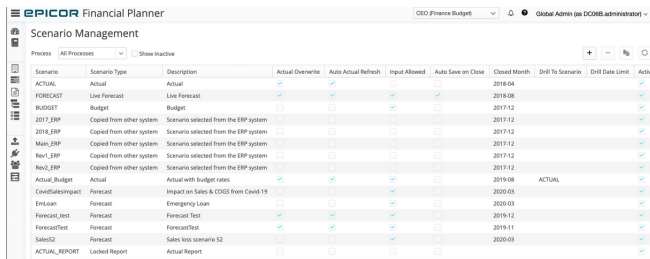 EPICOR Financial Planner CEO (Finance Budget) Global Admin (as DC06B.administrator)
Scenario Management
Process All Processes Show Inactive
Scenario Scenario Type Description Actual Overwrite Auto Actual Refresh Input Allowed Auto Save on Close Closed Month Drill To Scenario Drill Date Limit Activ
ACTUAL Actual Actual 2018-04
FORECAST Live Forecast Live Forecast 2018-08
BUDGET Budget Budget 2017-12
2017_ERP Copied from other system Scenario selected from the ERP system 2017-12
2018_ERP Copied from other system Scenario selected from the ERP system 2017-12
Main_ERP Copied from other system Scenario selected from the ERP system 2017-12
Rev1_ERP Copied from other system Scenario selected from the ERP system 2017-12
Rev2_ERP Copied from other system Scenario selected from the ERP system 2017-12
Actual_Budget Actual Actual with budget rates 2019-08 ACTUAL
CovidSalesImpact Forecast Impact on Sales & COGS from Covid-19 2020-03
EmLoan Forecast Emergency Loan 2020-03
Forecast_test Forecast Forecast Test 2019-12
ForecastTest Forecast ForecastTest 2019-11
SalesS2 Forecast Sales loss scenario S2 2020-03
ACTUAL_REPORT Locked Report Actual Report